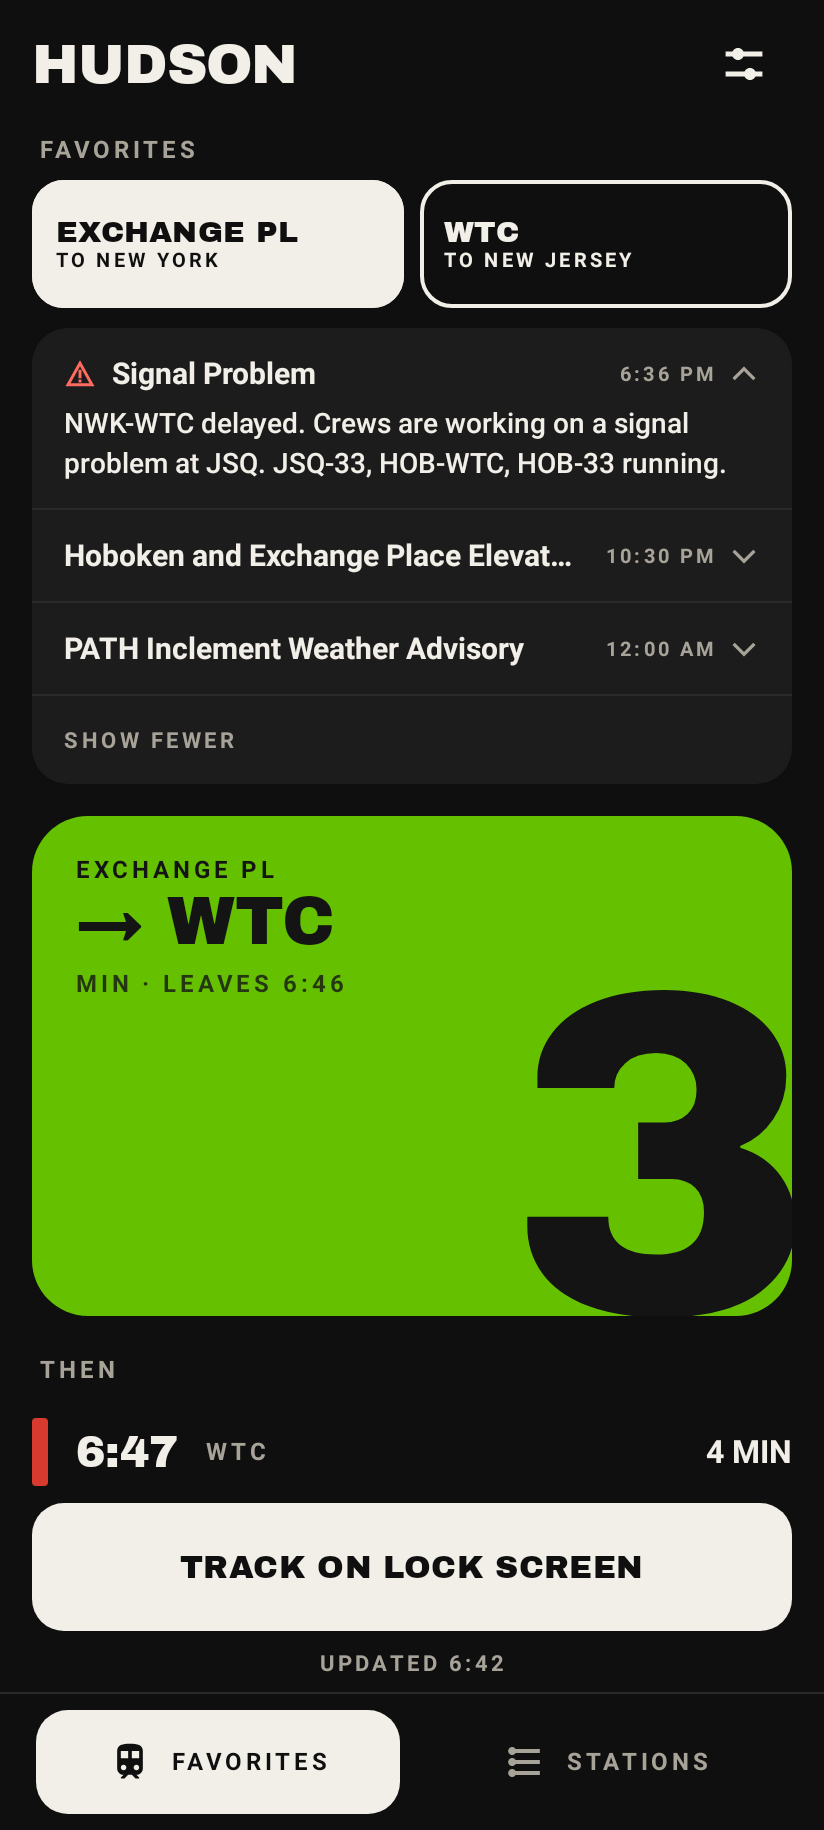 HUDSON
FAVORITES
EXCHANGE PL
TO NEW YORK
WTC
TO NEW JERSEY
Signal Problem
6:36 PM
NWK-WTC delayed. Crews are working on a signal
problem at JSQ. JSQ-33, HOB-WTC, HOB-33 running.
Hoboken and Exchange Place Elevat...
10:30 PM
PATH Inclement Weather Advisory
12:00 AM
SHOW FEWER
EXCHANGE PL
→ WTC
MIN · LEAVES 6:46
3
THEN
6:47 WTC 4 MIN
TRACK ON LOCK SCREEN
UPDATED 6:42
FAVORITES
STATIONS